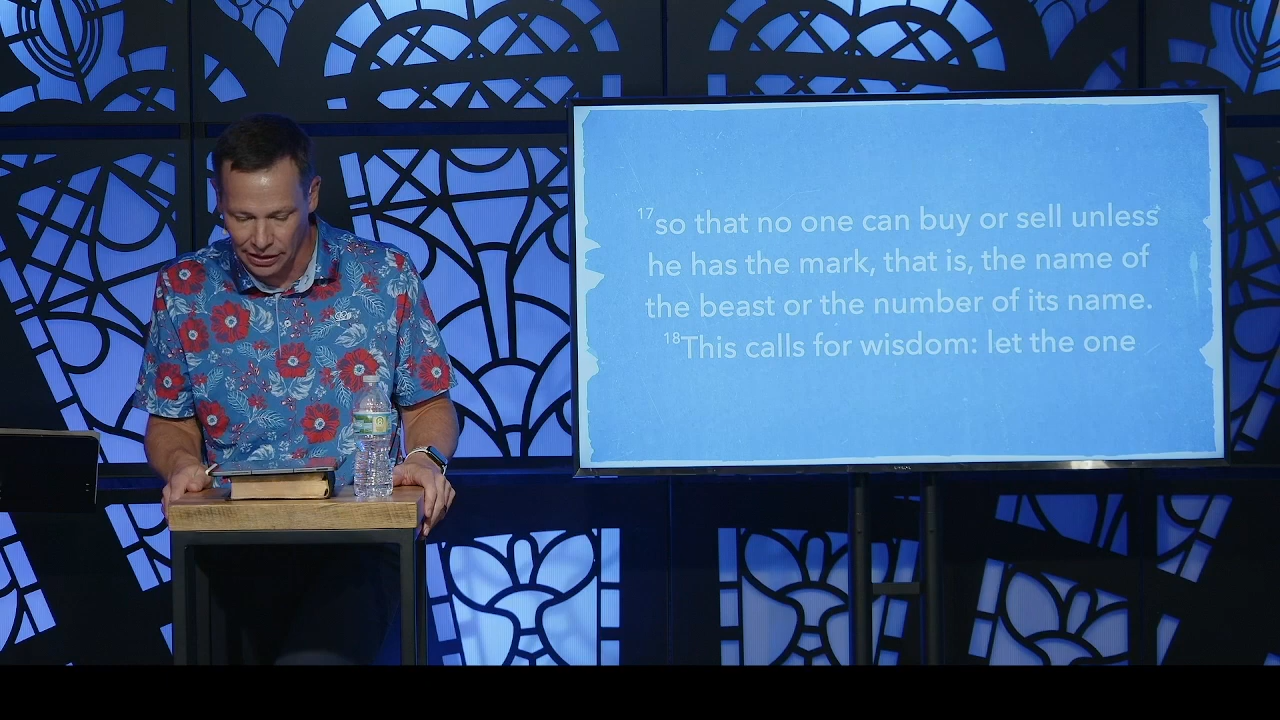 ¹⁷so that no one can buy or sell unless
he has the mark, that is, the name of
the beast or the number of its name.
¹⁸This calls for wisdom: let the one